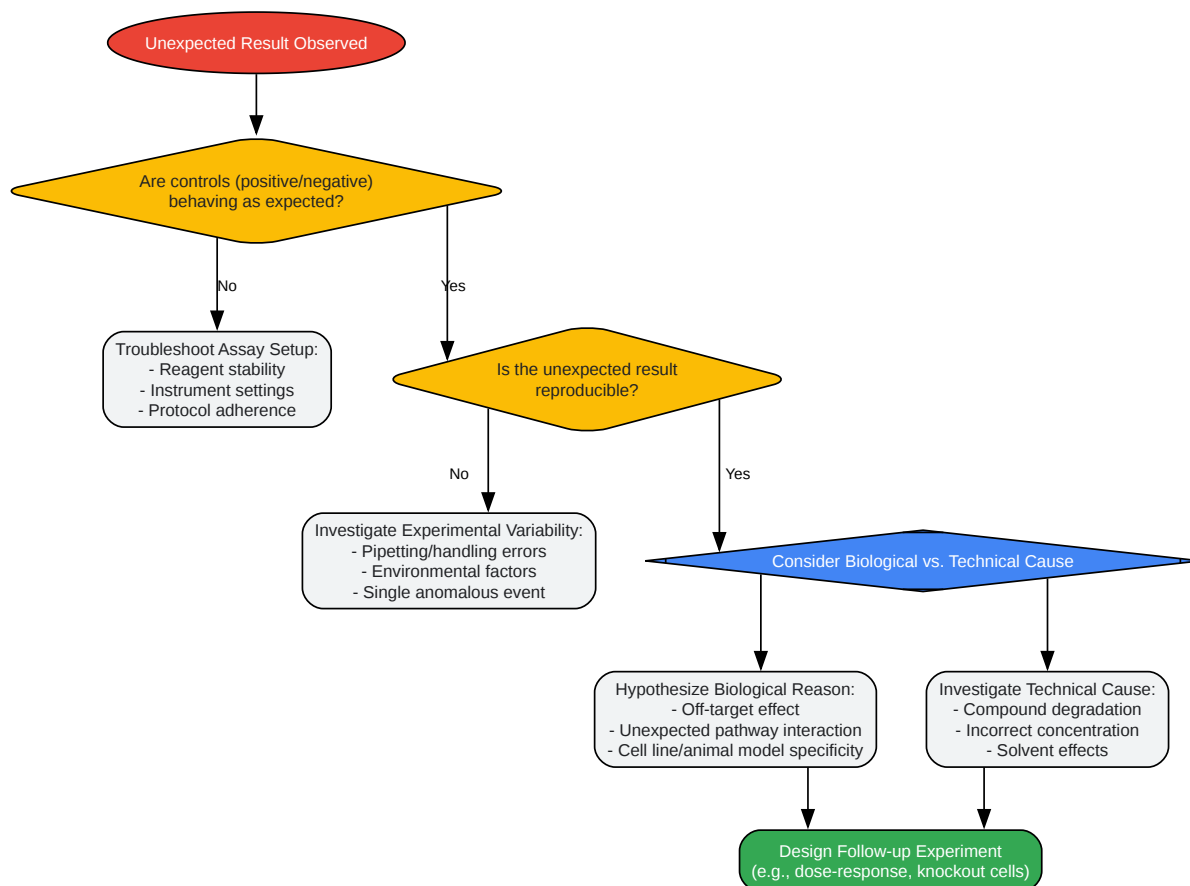 Unexpected Result Observed
Are controls (positive/negative)
behaving as expected?
No
Yes
Troubleshoot Assay Setup:
- Reagent stability
- Instrument settings
- Protocol adherence
Is the unexpected result
reproducible?
No
Yes
Investigate Experimental Variability:
- Pipetting/handling errors
- Environmental factors
- Single anomalous event
Consider Biological vs. Technical Cause
Hypothesize Biological Reason:
- Off-target effect
- Unexpected pathway interaction
- Cell line/animal model specificity
Investigate Technical Cause:
- Compound degradation
- Incorrect concentration
- Solvent effects
Design Follow-up Experiment
(e.g., dose-response, knockout cells)